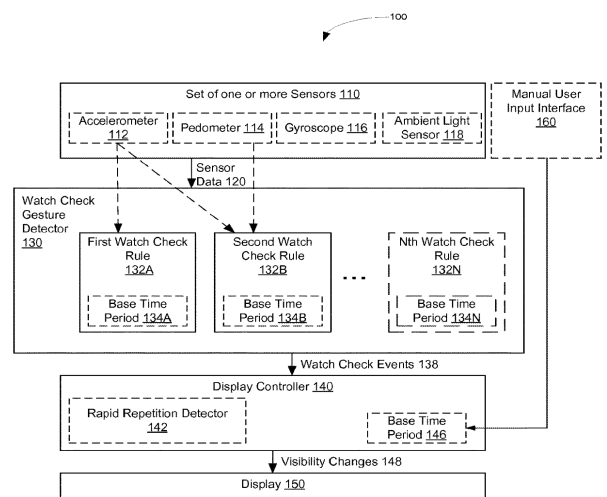 100
Set of one or more Sensors 110
Accelerometer
112
Pedometer 114
Gyroscope 116
Ambient Light
Sensor 118
Manual User
Input Interface
160
Sensor
Data 120
Watch Check
Gesture
Detector
130
First Watch Check
Rule
132A
Base Time
Period 134A
Second Watch
Check Rule
132B
Base Time
Period 134B
...
Nth Watch Check
Rule
132N
Base Time
Period 134N
Watch Check Events 138
Display Controller 140
Rapid Repetition Detector
142
Base Time
Period 146
Visibility Changes 148
Display 150